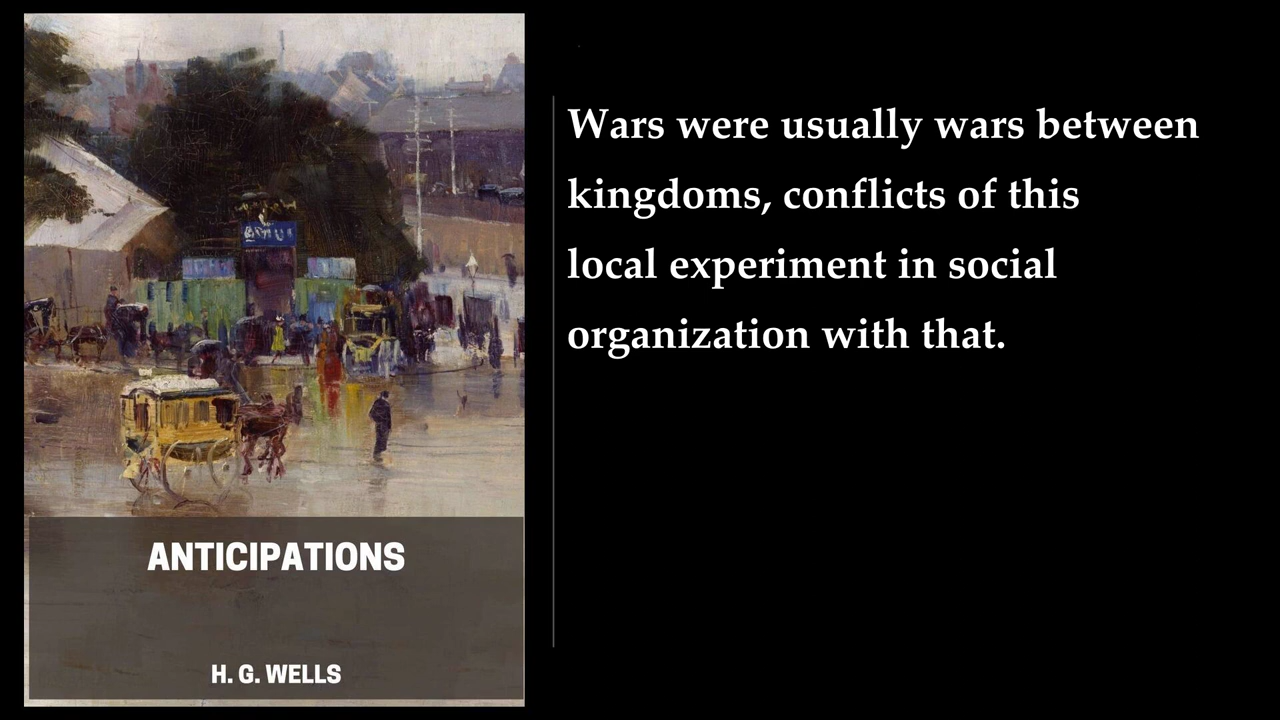 Wars were usually wars between
kingdoms, conflicts of this
local experiment in social
organization with that.
ANTICIPATIONS
H. G. WELLS